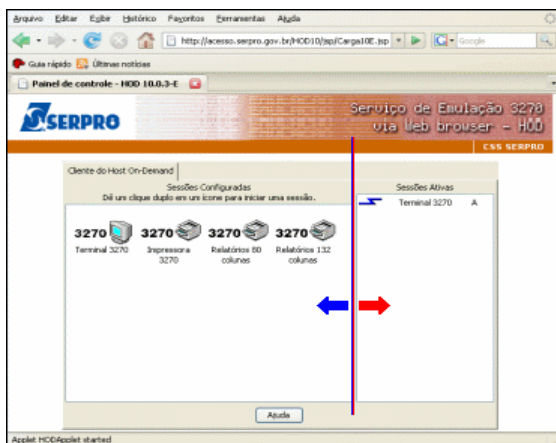 Arquivo Editar Exibir Histórico Favoritos Ferramentas Ajuda
http://acesso.serpro.gov.br/HOD10/jsp/Carga10E.jsp
Google
Guia rápido Últimas notícias
Painel de controle - HOD 10.0.3-E
SERPRO
Serviço de Emulação 3270
via Web browser - HOD
CSS SERPRO
Cliente do Host On-Demand
Sessões Configuradas
Dê um clique duplo em um ícone para iniciar uma sessão.
Sessões Ativas
Terminal 3270 A
3270 3270 3270 3270
Terminal 3270 Impressora 3270 Relatórios 80 colunas Relatórios 132 colunas
Ajuda
Applet HODApplet started